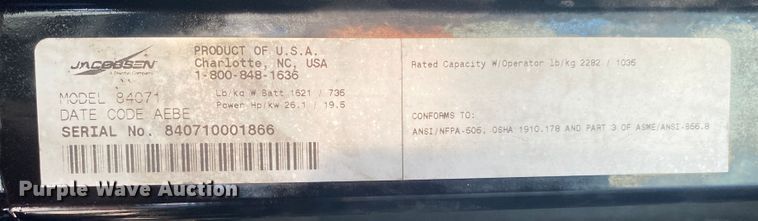 JACOBSEN
A Textron Company
PRODUCT OF U.S.A.
Charlotte, NC, USA
1-800-848-1636
MODEL 84071
Lb/kg W Batt 1621 / 735
Power Hp/kw 26.1 / 19.5
DATE CODE AEBE
SERIAL NO. 840710001866
Rated Capacity W/Operator lb/kg 2282 / 1035
CONFORMS TO:
ANSI/NFPA-505, OSHA 1910.178 AND PART 3 OF ASME/ANSI-B56.8
Purple Wave Auction